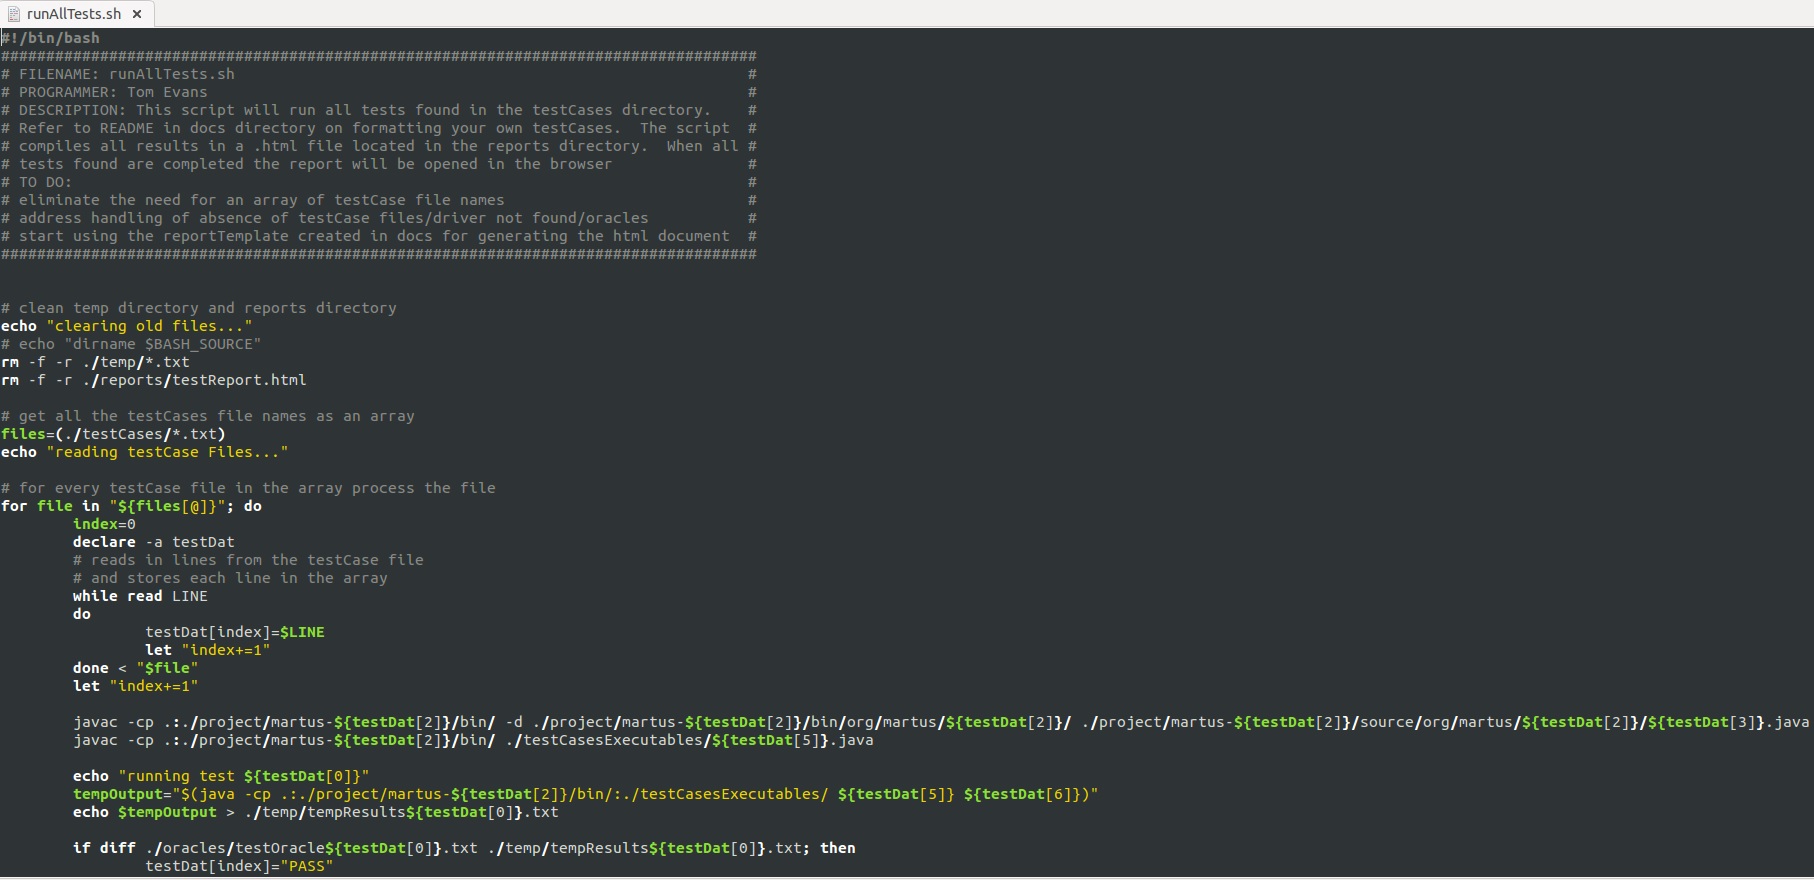 runAllTests.sh ×
#!/bin/bash
####################################################################################
# FILENAME: runAllTests.sh                                                         #
# PROGRAMMER: Tom Evans                                                            #
# DESCRIPTION: This script will run all tests found in the testCases directory.    #
# Refer to README in docs directory on formatting your own testCases.  The script  #
# compiles all results in a .html file located in the reports directory.  When all #
# tests found are completed the report will be opened in the browser               #
# TO DO:                                                                           #
# eliminate the need for an array of testCase file names                           #
# address handling of absence of testCase files/driver not found/oracles           #
# start using the reportTemplate created in docs for generating the html document  #
####################################################################################
# clean temp directory and reports directory
echo "clearing old files..."
# echo "dirname $BASH_SOURCE"
rm -f -r ./temp/*.txt
rm -f -r ./reports/testReport.html
# get all the testCases file names as an array
files=(./testCases/*.txt)
echo "reading testCase Files..."
# for every testCase file in the array process the file
for file in "${files[@]}"; do
        index=0
        declare -a testDat
        # reads in lines from the testCase file
        # and stores each line in the array
        while read LINE
        do
                testDat[index]=$LINE
                let "index+=1"
        done < "$file"
        let "index+=1"
        javac -cp .:./project/martus-${testDat[2]}/bin/ -d ./project/martus-${testDat[2]}/bin/org/martus/${testDat[2]}/ ./project/martus-${testDat[2]}/source/org/martus/${testDat[2]}/${testDat[3]}.java
        javac -cp .:./project/martus-${testDat[2]}/bin/ ./testCasesExecutables/${testDat[5]}.java
        echo "running test ${testDat[0]}"
        tempOutput="$(java -cp .:./project/martus-${testDat[2]}/bin/:./testCasesExecutables/ ${testDat[5]} ${testDat[6]})"
        echo $tempOutput > ./temp/tempResults${testDat[0]}.txt
        if diff ./oracles/testOracle${testDat[0]}.txt ./temp/tempResults${testDat[0]}.txt; then
                testDat[index]="PASS"